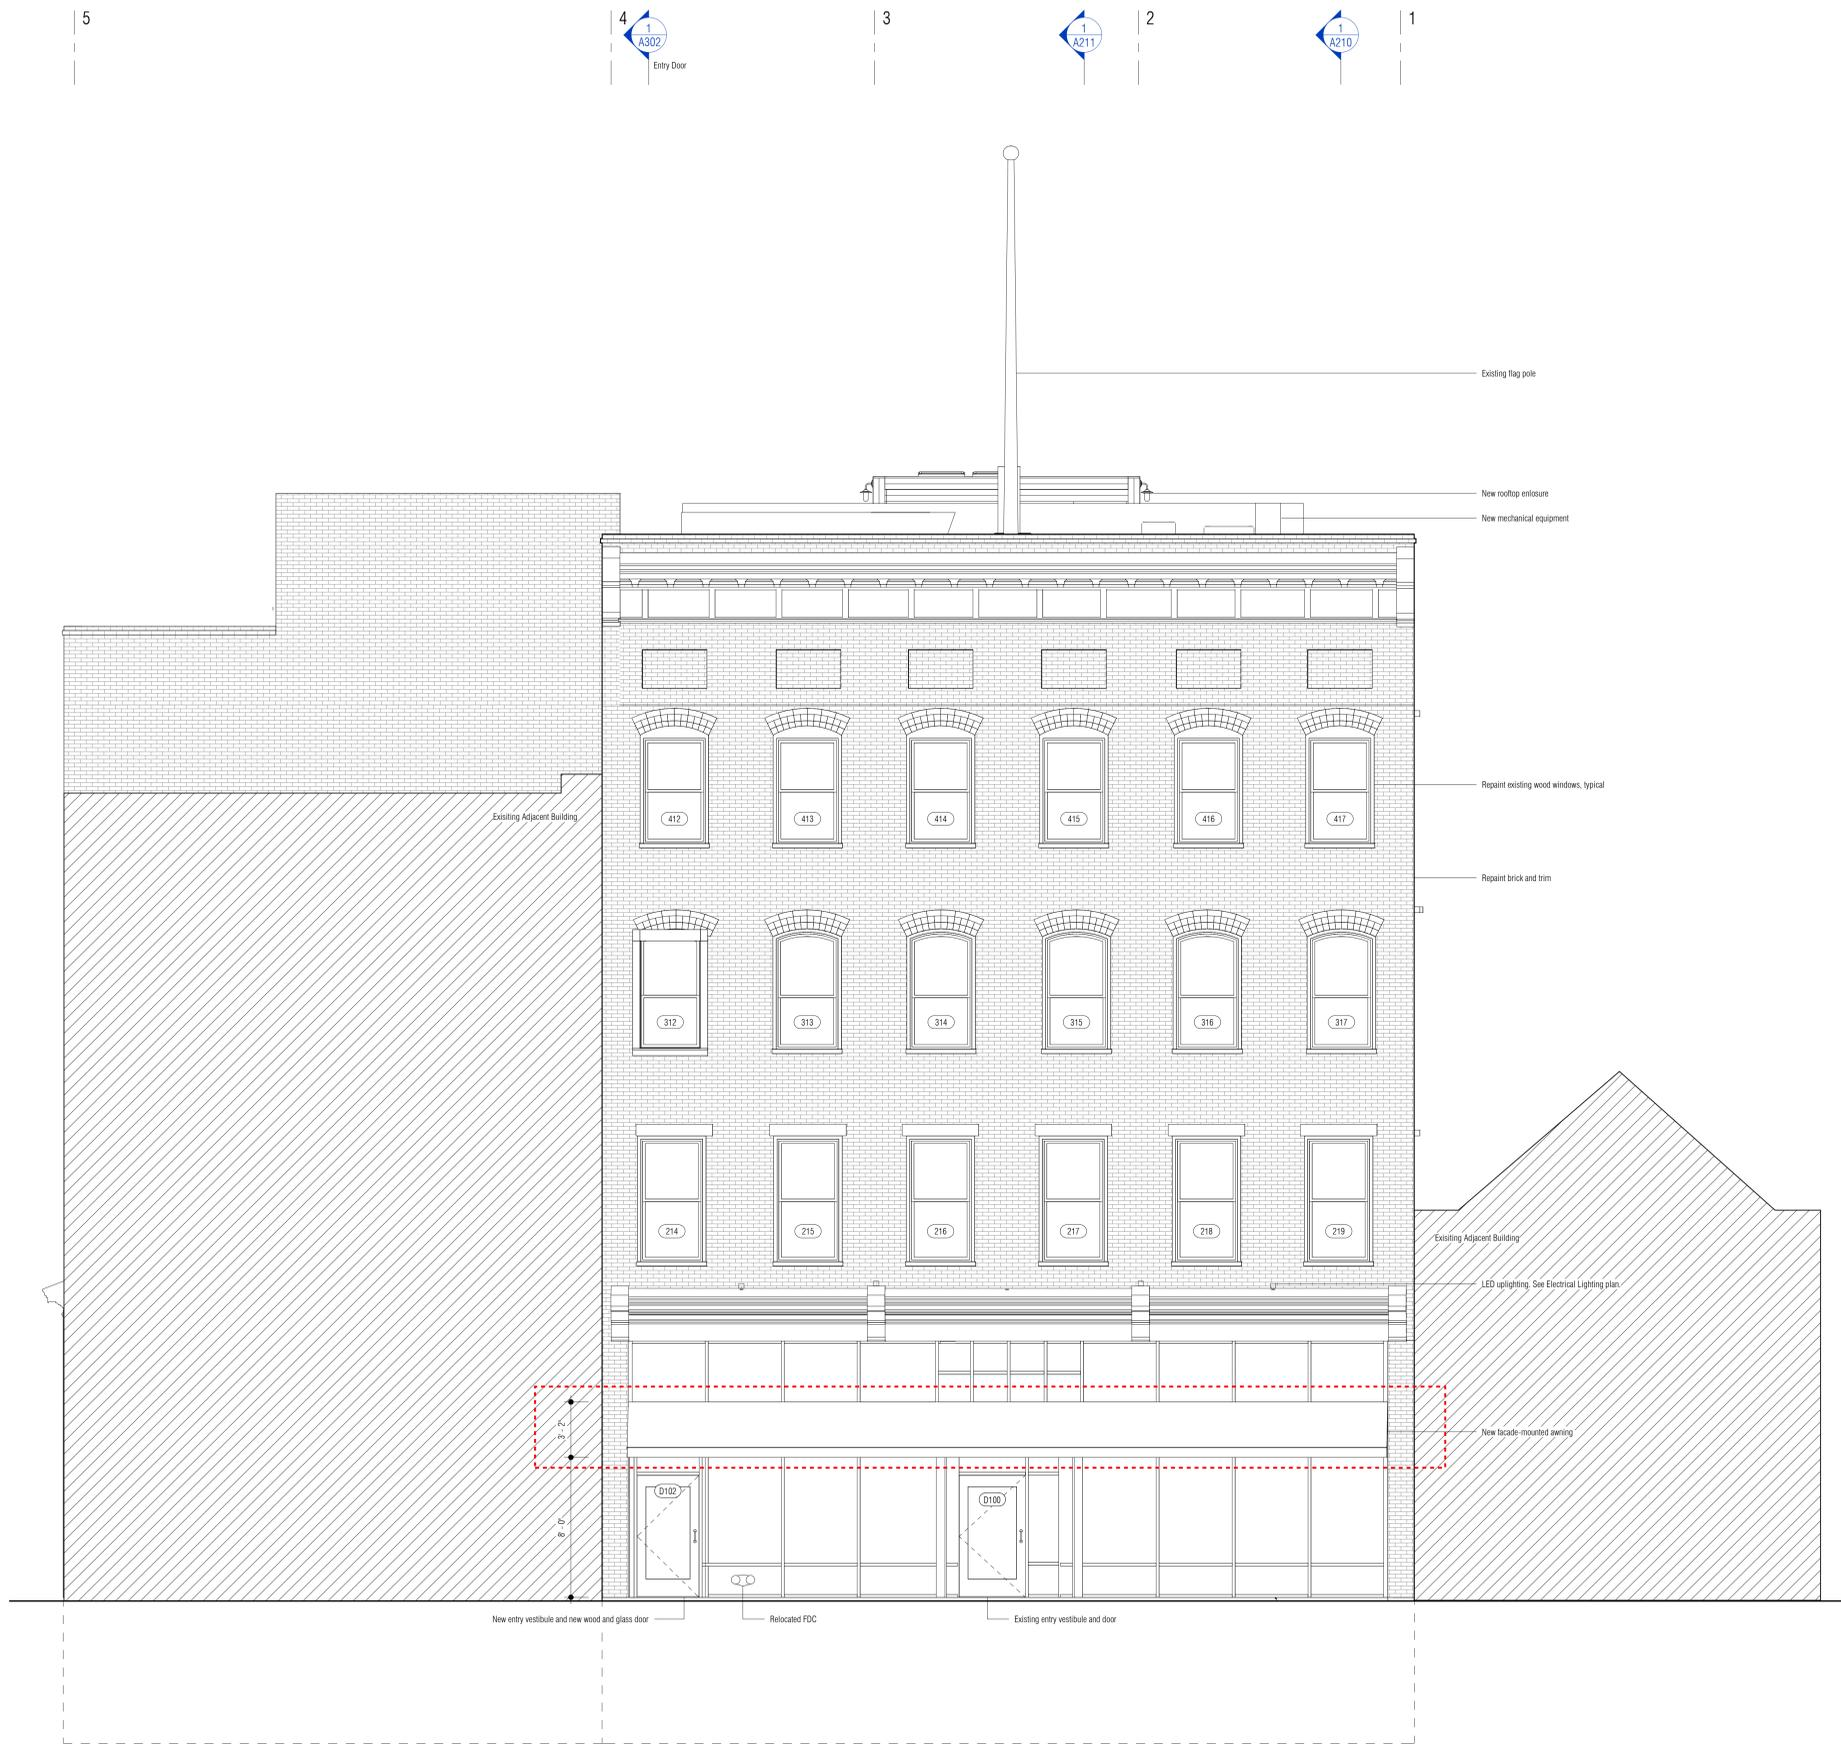 5
4
3
2
1
1
A302
1
A211
1
A210
Entry Door
Existing flag pole
New rooftop enlosure
New mechanical equipment
Repaint existing wood windows, typical
Exisiting Adjacent Building
412
413
414
415
416
417
Repaint brick and trim
312
313
314
315
316
317
214
215
216
217
218
219
Exisiting Adjacent Building
LED uplighting. See Electrical Lighting plan.
3' - 2"
New facade-mounted awning
D102
D100
8' - 0"
New entry vestibule and new wood and glass door
Relocated FDC
Existing entry vestibule and door